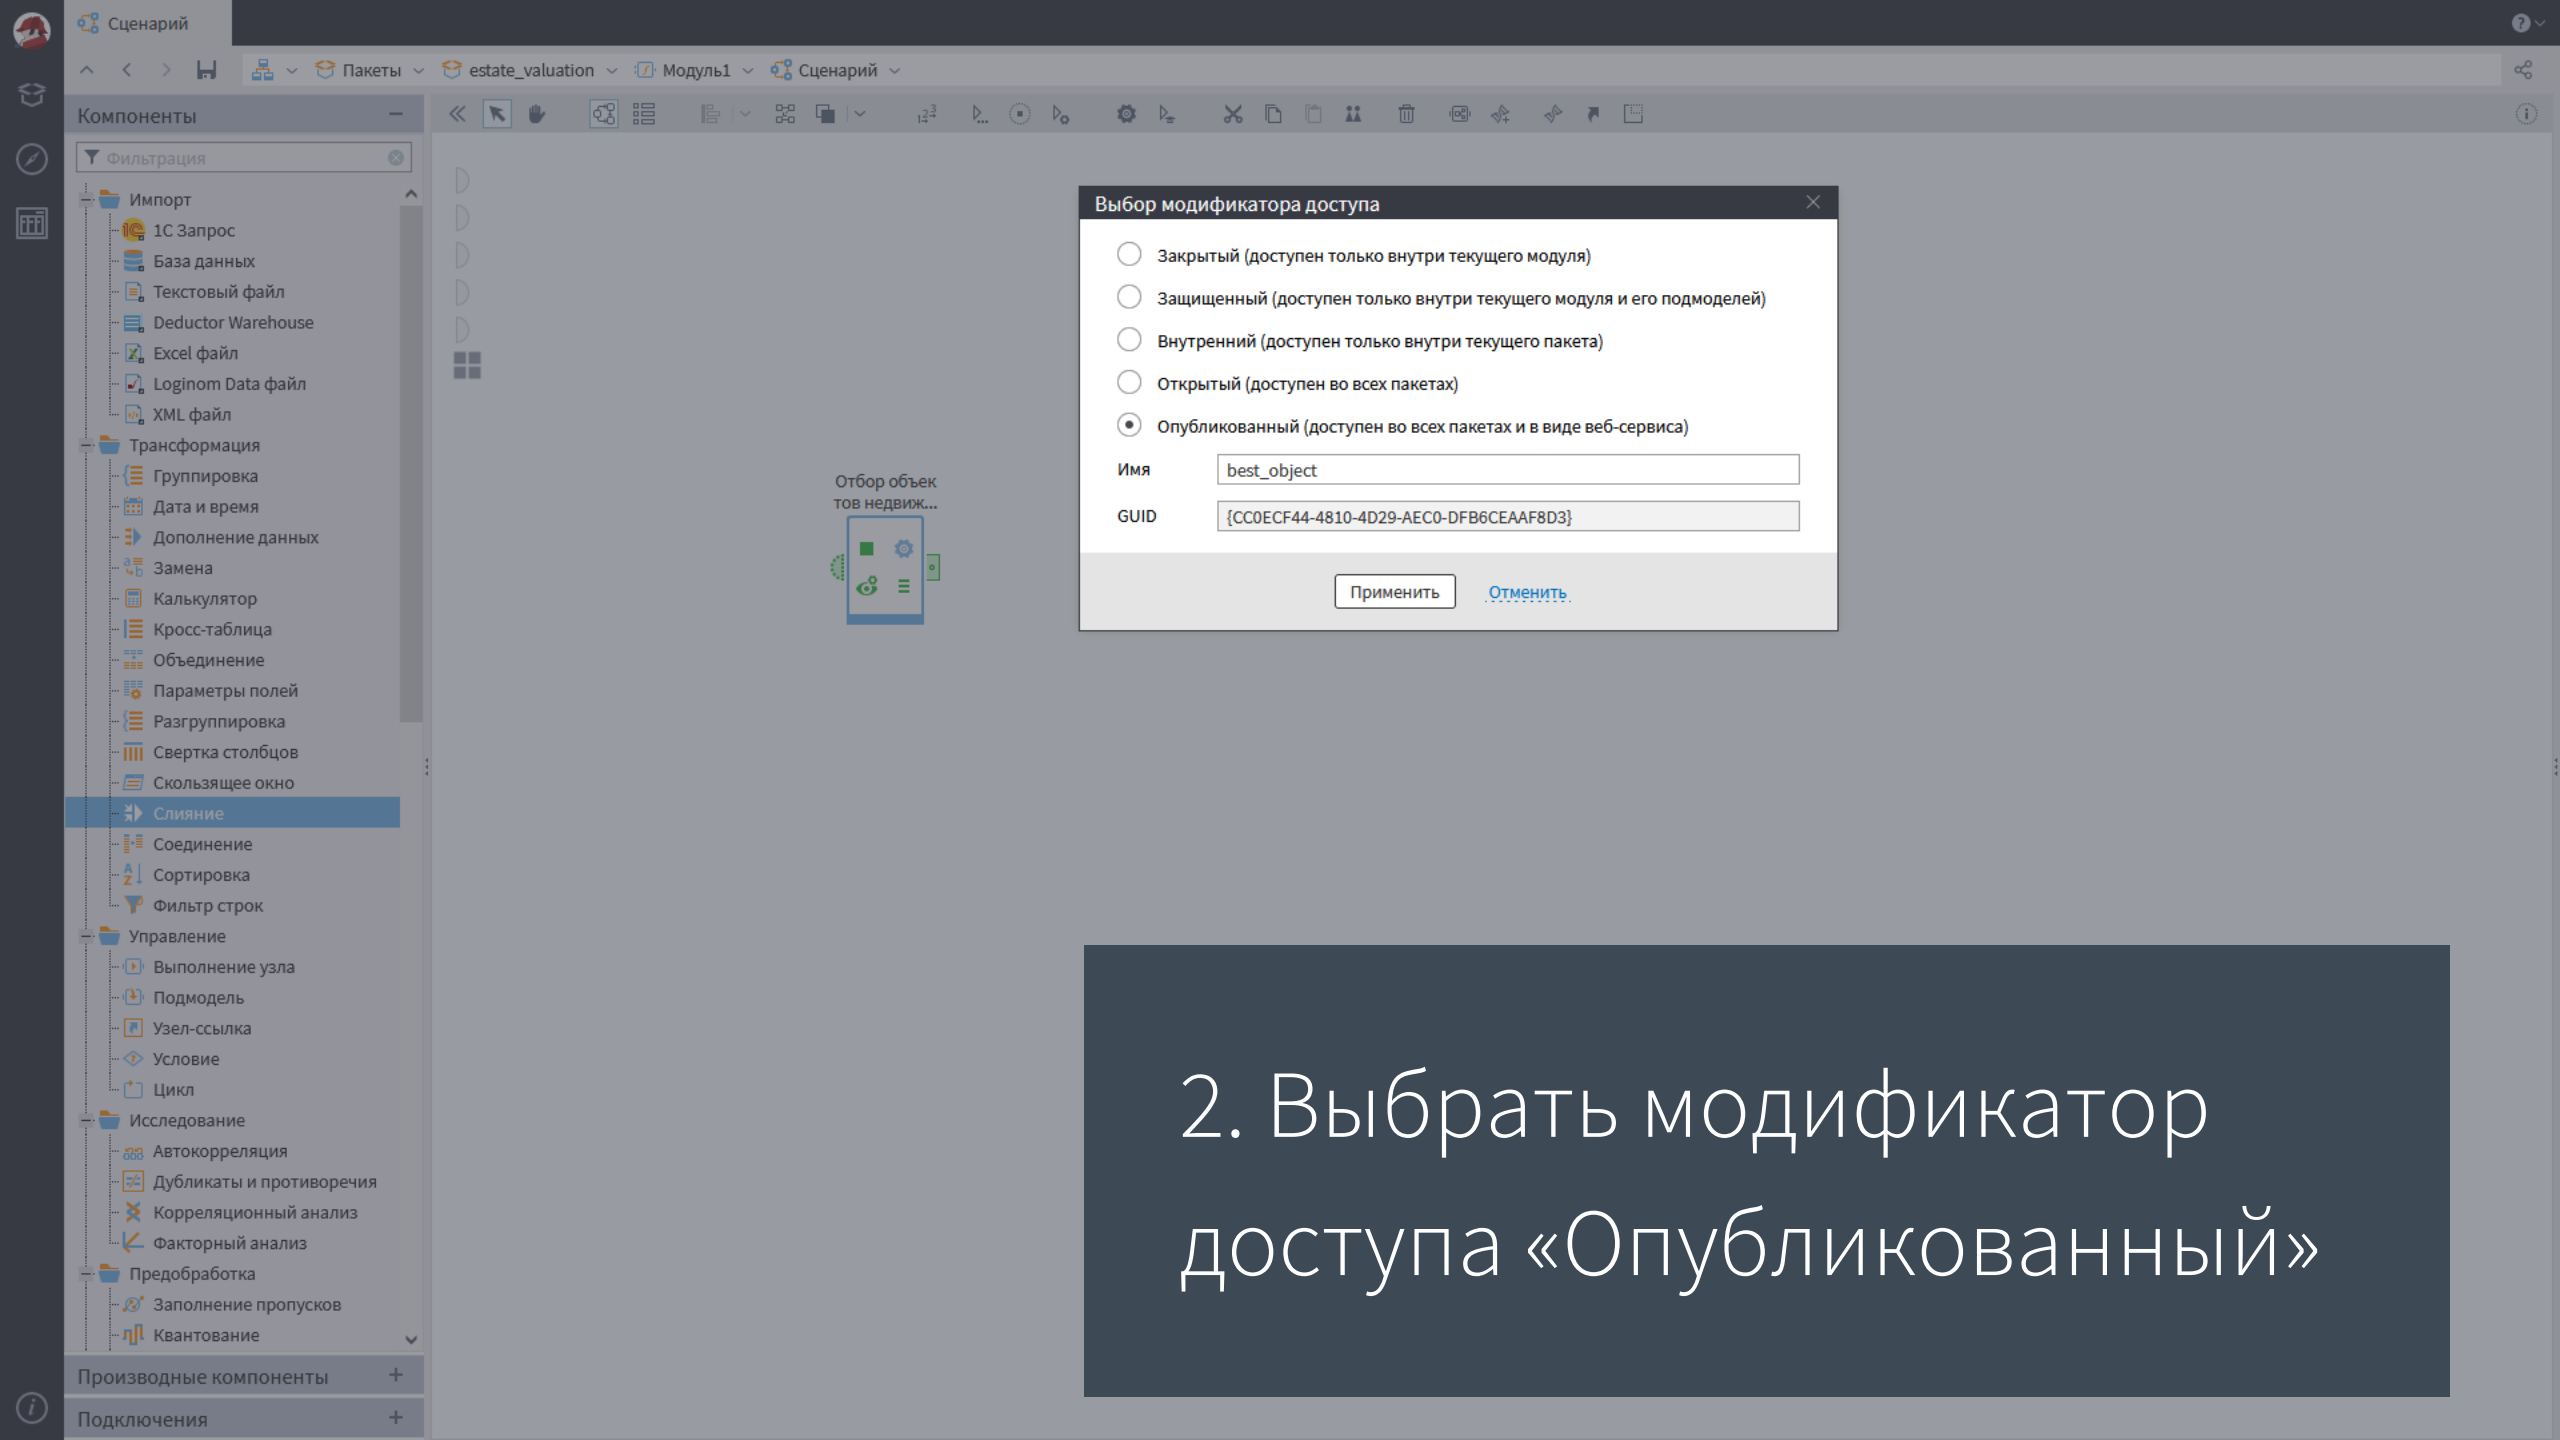 Сценарий
Пакеты
estate_valuation
Модуль1
Сценарий
Компоненты
Фильтрация
Импорт
1С Запрос
База данных
Текстовый файл
Deductor Warehouse
Excel файл
Loginom Data файл
XML файл
Трансформация
Группировка
Дата и время
Дополнение данных
Замена
Калькулятор
Кросс-таблица
Объединение
Параметры полей
Разгруппировка
Свертка столбцов
Скользящее окно
Слияние
Соединение
Сортировка
Фильтр строк
Управление
Выполнение узла
Подмодель
Узел-ссылка
Условие
Цикл
Исследование
Автокорреляция
Дубликаты и противоречия
Корреляционный анализ
Факторный анализ
Предобработка
Заполнение пропусков
Квантование
Производные компоненты
Подключения
Отбор объек
тов недвиж...
Выбор модификатора доступа
Закрытый (доступен только внутри текущего модуля)
Защищенный (доступен только внутри текущего модуля и его подмоделей)
Внутренний (доступен только внутри текущего пакета)
Открытый (доступен во всех пакетах)
Опубликованный (доступен во всех пакетах и в виде веб-сервиса)
Имя best_object
GUID {CC0ECF44-4810-4D29-AEC0-DFB6CEAAF8D3}
Применить Отменить
2. Выбрать модификатор
доступа «Опубликованный»